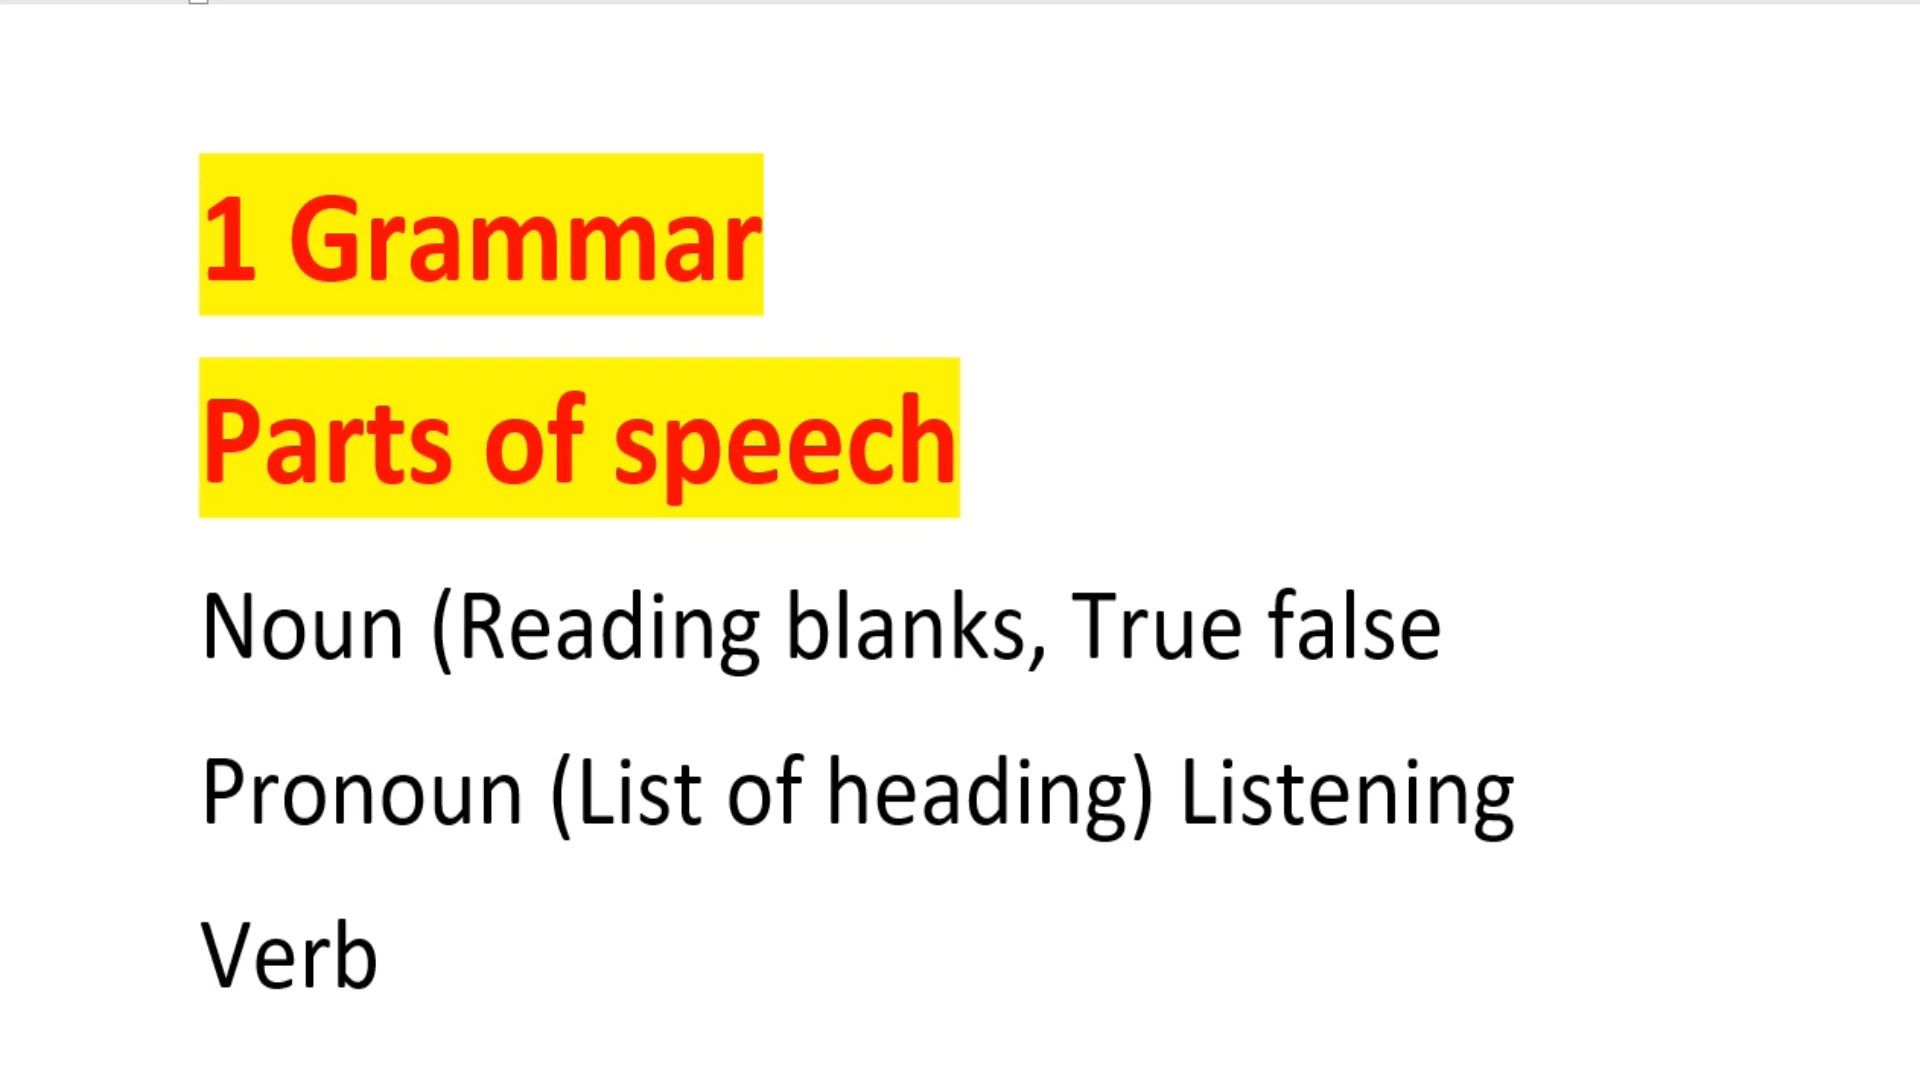 1 Grammar
Parts of speech
Noun (Reading blanks, True false
Pronoun (List of heading) Listening
Verb